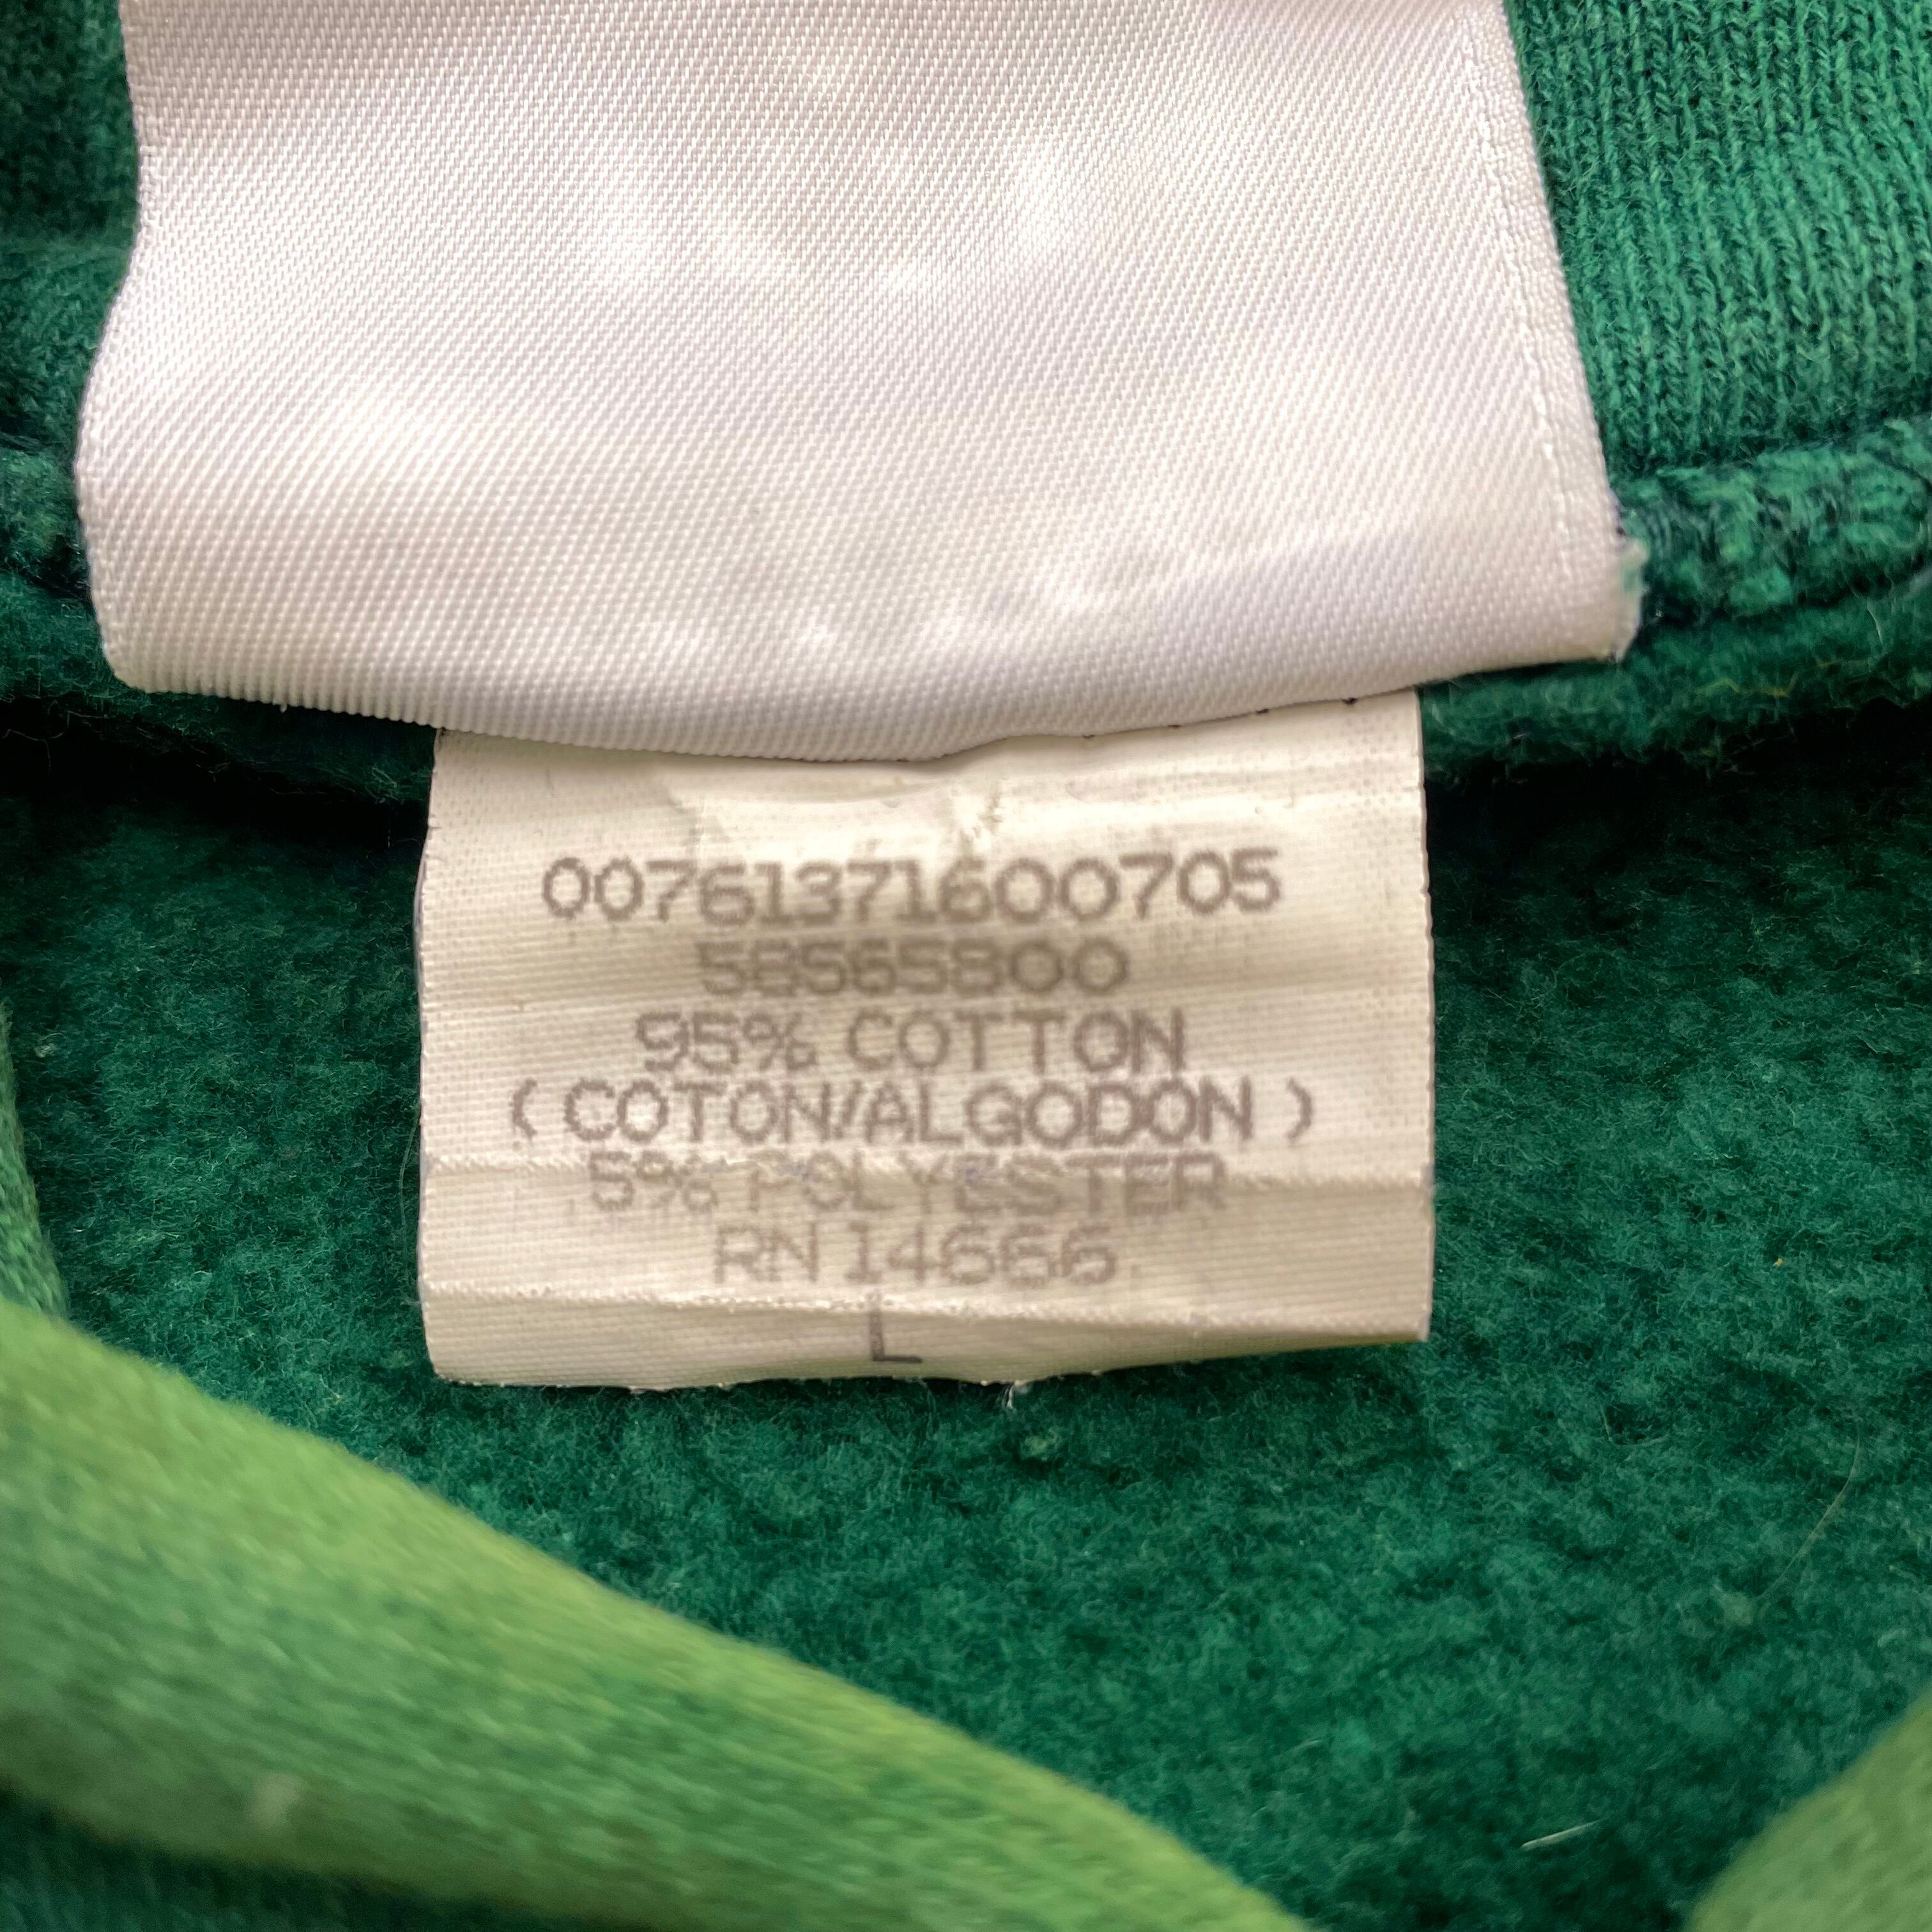 00761371600705
58565800
95% COTTON
(COTON/ALGODON)
5% POLYESTER
RN 14666
L